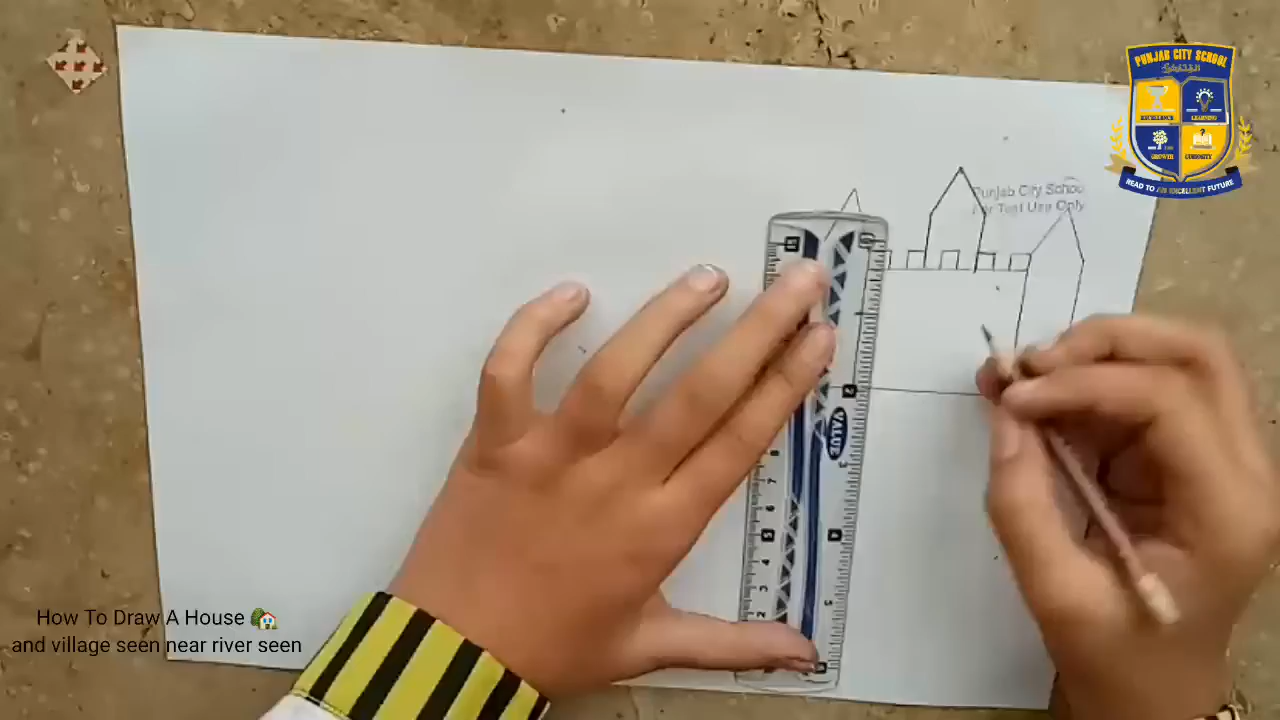 PUNJAB CITY SCHOOL
EXCELLENCE
LEARNING
GROWTH
?
CURIOSITY
READ TO AN EXCELLENT FUTURE
Punjab City School
For Test Use Only
VALUE
How To Draw A House
and village seen near river seen